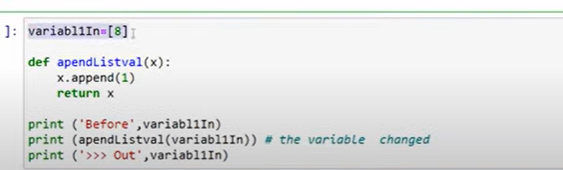 ]: variabl1In=[8]
def apendListval(x):
    x.append(1)
    return x
print ('Before',variabl1In)
print (apendListval(variabl1In)) # the variable  changed
print ('>>> Out',variabl1In)